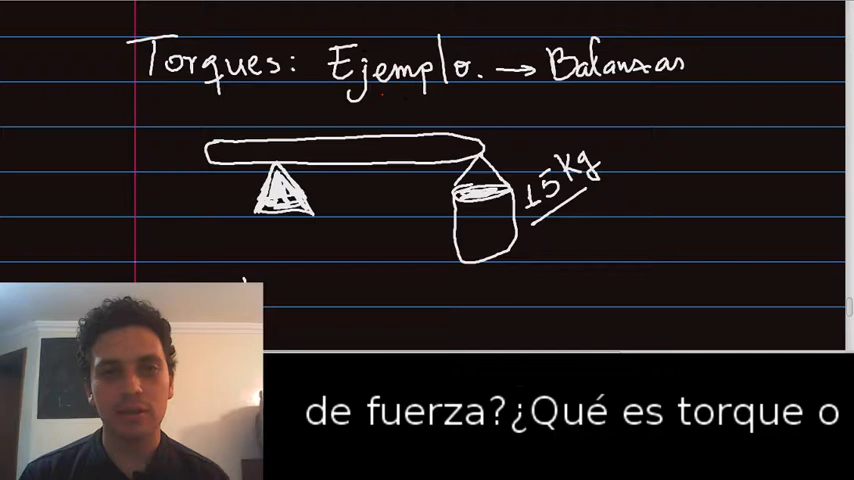 Torques: Ejemplo. → Balanzas
15 kg
de fuerza?¿Qué es torque o